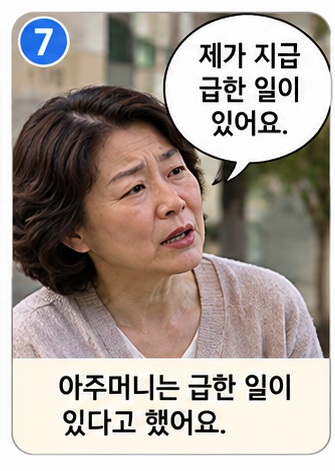 7
제가 지급
급한 일이
있어요.
아주머니는 급한 일이
있다고 했어요.